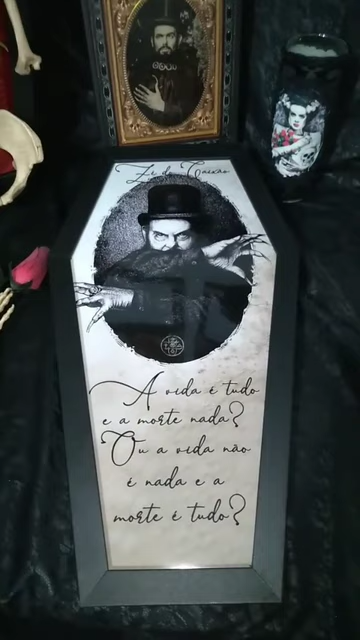 Zé do Caixão
A vida é tudo
e a morte nada?
Ou a vida não
é nada e a
morte é tudo?